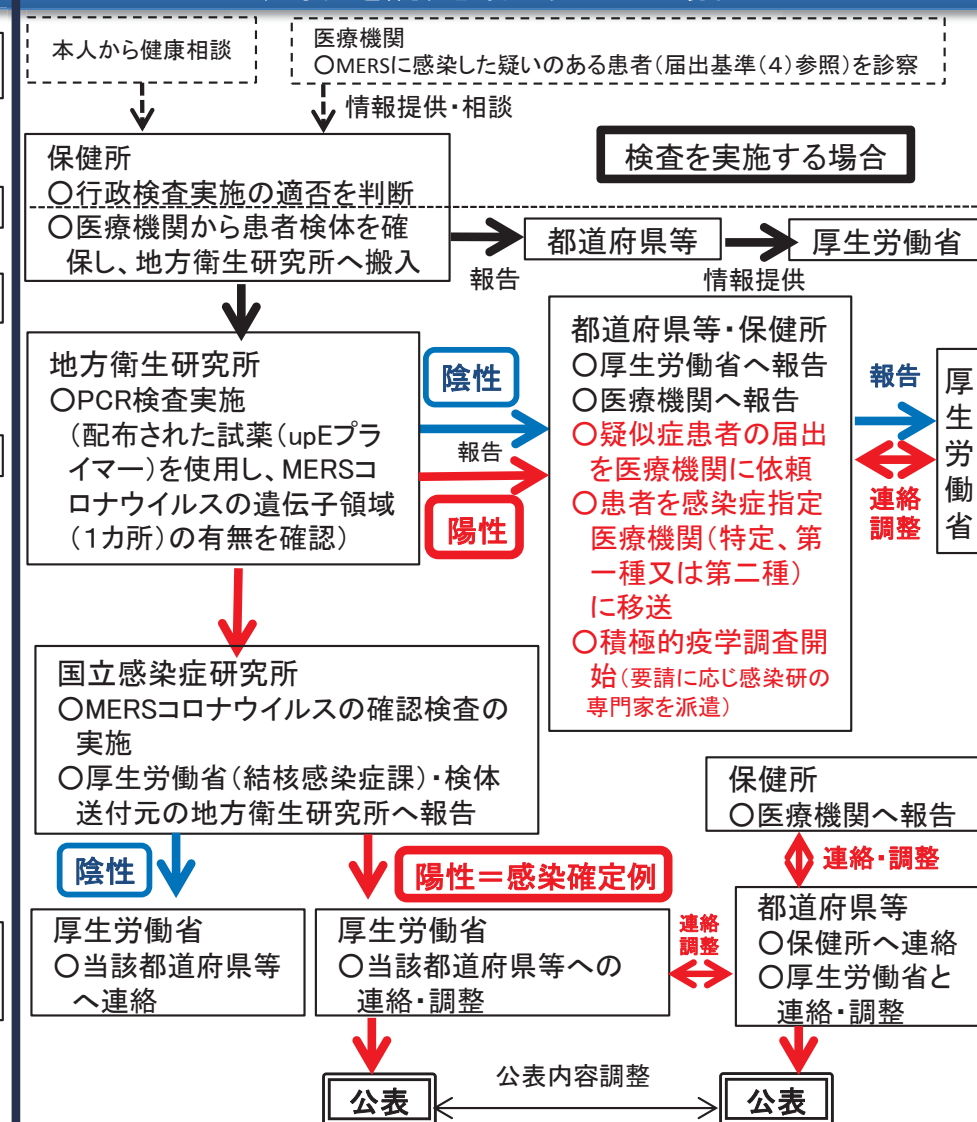 本人から健康相談
医療機関
○MERSに感染した疑いのある患者(届出基準(4)参照)を診察
情報提供・相談
検査を実施する場合
保健所
○行政検査実施の適否を判断
○医療機関から患者検体を確
保し、地方衛生研究所へ搬入
報告
都道府県等
情報提供
厚生労働省
地方衛生研究所
○PCR検査実施
(配布された試薬(upEプラ
イマー)を使用し、MERSコ
ロナウイルスの遺伝子領域
(1カ所)の有無を確認)
陰性
報告
陽性
都道府県等・保健所
○厚生労働省へ報告
○医療機関へ報告
○疑似症患者の届出
を医療機関に依頼
○患者を感染症指定
医療機関(特定、第
一種又は第二種)
に移送
○積極的疫学調査開
始(要請に応じ感染研の
専門家を派遣)
報告
連絡
調整
厚生労働省
国立感染症研究所
○MERSコロナウイルスの確認検査の
実施
○厚生労働省(結核感染症課)・検体
送付元の地方衛生研究所へ報告
陰性
陽性=感染確定例
厚生労働省
○当該都道府県等
へ連絡
厚生労働省
○当該都道府県等への
連絡・調整
連絡
調整
保健所
○医療機関へ報告
連絡・調整
都道府県等
○保健所へ連絡
○厚生労働省と
連絡・調整
公表
公表内容調整
公表